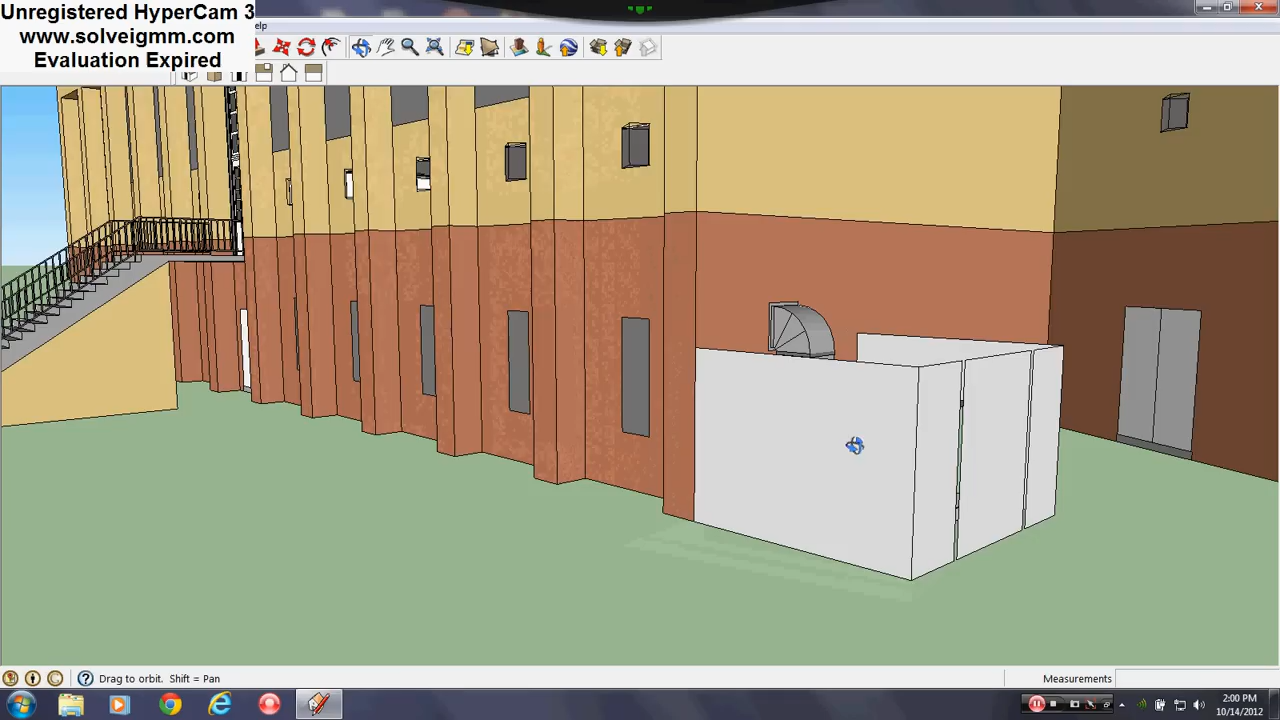 Unregistered HyperCam 3
www.solveigmm.com
Evaluation Expired
elp
Drag to orbit. Shift = Pan
Measurements
2:00 PM
10/14/2012